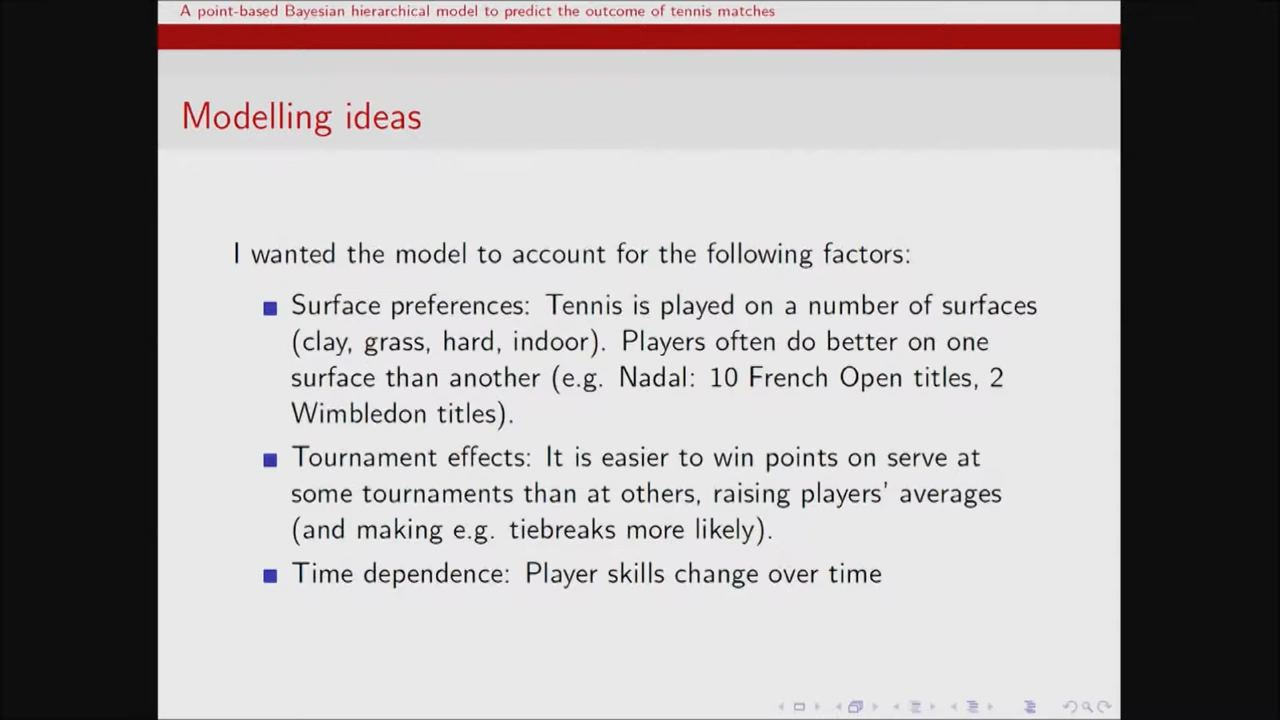 A point-based Bayesian hierarchical model to predict the outcome of tennis matches
Modelling ideas
I wanted the model to account for the following factors:
Surface preferences: Tennis is played on a number of surfaces
(clay, grass, hard, indoor). Players often do better on one
surface than another (e.g. Nadal: 10 French Open titles, 2
Wimbledon titles).
Tournament effects: It is easier to win points on serve at
some tournaments than at others, raising players' averages
(and making e.g. tiebreaks more likely).
Time dependence: Player skills change over time